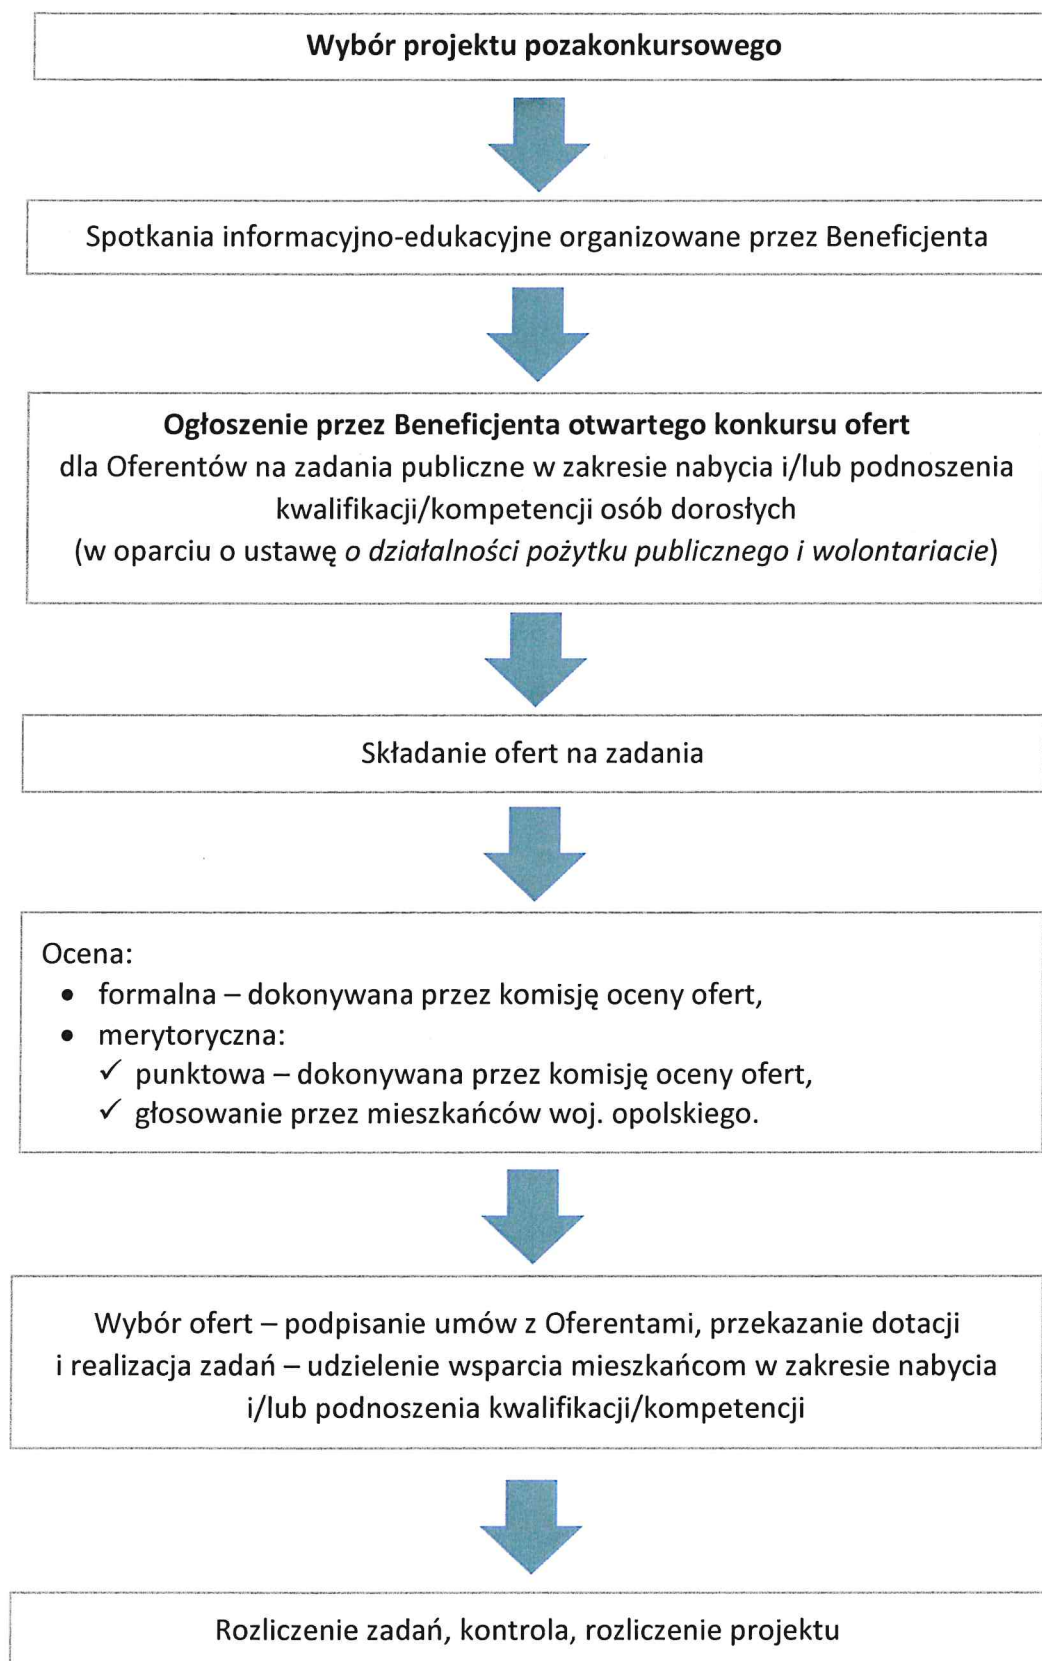 Wybór projektu pozakonkursowego
Spotkania informacyjno-edukacyjne organizowane przez Beneficjenta
Ogłoszenie przez Beneficjenta otwartego konkursu ofert
dla Oferentów na zadania publiczne w zakresie nabycia i/lub podnoszenia
kwalifikacji/kompetencji osób dorosłych
(w oparciu o ustawę o działalności pożytku publicznego i wolontariacie)
Składanie ofert na zadania
Ocena:
• formalna – dokonywana przez komisję oceny ofert,
• merytoryczna:
✓ punktowa – dokonywana przez komisję oceny ofert,
✓ głosowanie przez mieszkańców woj. opolskiego.
Wybór ofert – podpisanie umów z Oferentami, przekazanie dotacji
i realizacja zadań – udzielenie wsparcia mieszkańcom w zakresie nabycia
i/lub podnoszenia kwalifikacji/kompetencji
Rozliczenie zadań, kontrola, rozliczenie projektu